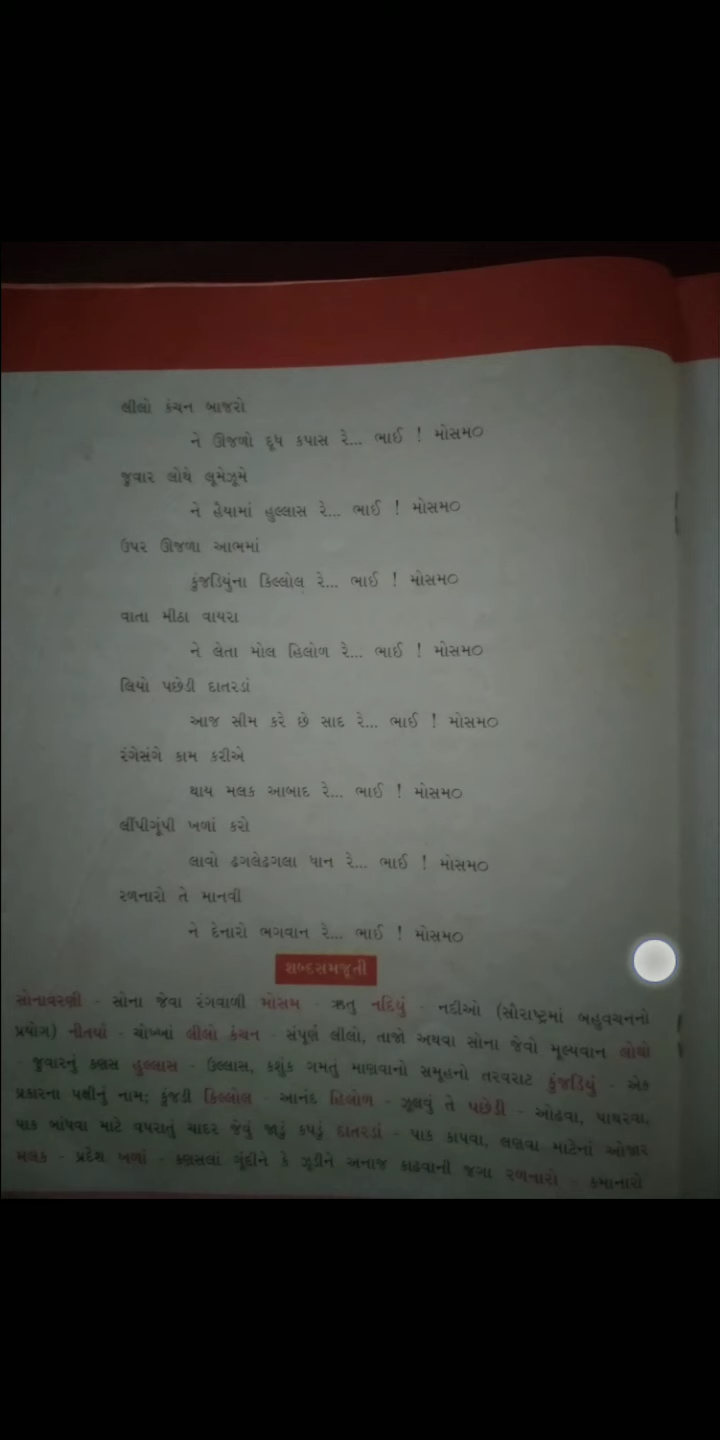 લીલો કંચન બાજરો
ને ઊજળો દૂધ કપાસ રે... ભાઈ ! મોસમ૦
જુવાર લોથે લૂમેઝૂમે
ને હૈયામાં હુલ્લાસ રે... ભાઈ ! મોસમ૦
ઉપર ઊજળા આભમાં
કુંજડિયુંના કિલ્લોલ રે... ભાઈ ! મોસમ૦
વાતા મીઠા વાયરા
ને લેતા મોલ હિલોળ રે... ભાઈ ! મોસમ૦
લિયો પછેડી દાતરડાં
આજ સીમ કરે છે સાદ રે... ભાઈ ! મોસમ૦
રંગેસંગે કામ કરીએ
થાય મલક આબાદ રે... ભાઈ ! મોસમ૦
લીંપીગૂંપી ખળાં કરો
લાવો ઢગલેઢગલા ધાન રે... ભાઈ ! મોસમ૦
રળનારો તે માનવી
ને દેનારો ભગવાન રે... ભાઈ ! મોસમ૦
શબ્દસમજૂતી
સોનાવરણી - સોના જેવા રંગવાળી મોસમ - ઋતુ નદિયું - નદીઓ (સૌરાષ્ટ્રમાં બહુવચનનો
પ્રયોગ) નીતર્યાં - ચોખ્ખાં લીલો કંચન - સંપૂર્ણ લીલો, તાજો અથવા સોના જેવો મૂલ્યવાન લોથો
- જુવારનું કણસ હુલ્લાસ - ઉલ્લાસ, કશુંક ગમતું માણવાનો સમૂહનો તરવરાટ કુંજડિયું - એક
પ્રકારના પક્ષીનું નામ; કુંજડી કિલ્લોલ - આનંદ હિલોળ - ઝૂલવું તે પછેડી - ઓઢવા, પાથરવા,
પાક બાંધવા માટે વપરાતું ચાદર જેવું જાડું કપડું દાતરડાં - પાક કાપવા, લણવા માટેનાં ઓજાર
મલક - પ્રદેશ ખળાં - કણસલાં ગૂંદીને કે ઝૂડીને અનાજ કાઢવાની જગા રળનારો - કમાનારો